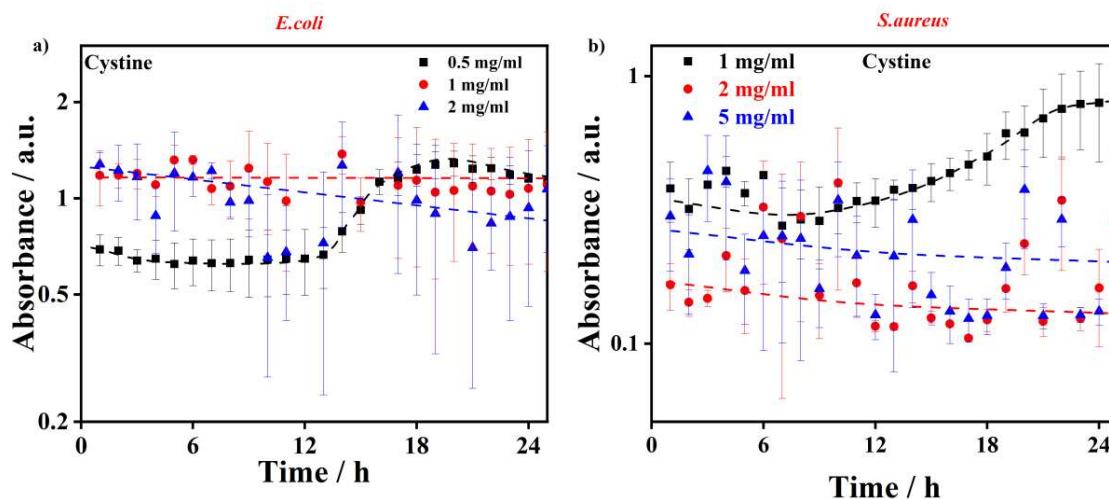 E.coli
a)
Cystine
0.5 mg/ml
1 mg/ml
2 mg/ml
Absorbance / a.u.
2
1
0.5
0.2
0
6
12
18
24
Time / h
S.aureus
b)
Cystine
1 mg/ml
2 mg/ml
5 mg/ml
Absorbance / a.u.
1
0.1
0
6
12
18
24
Time / h